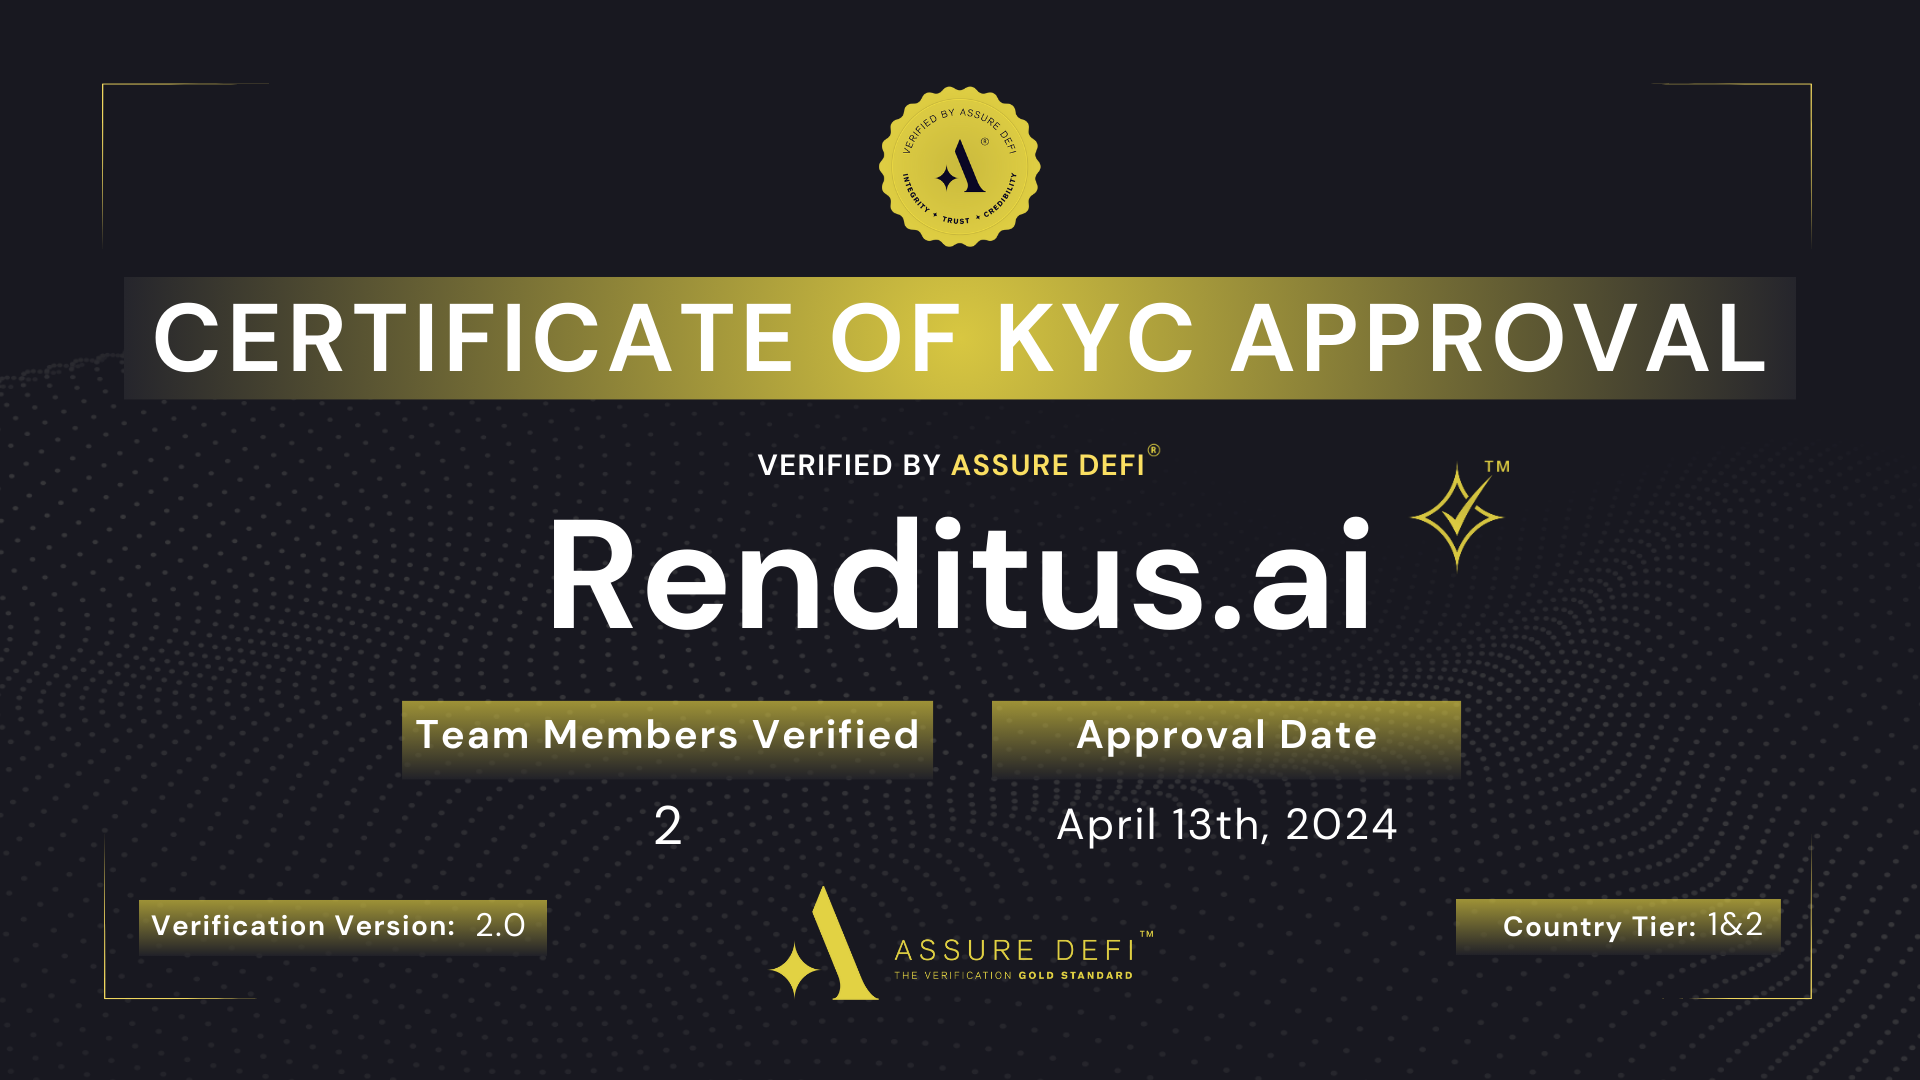 VERIFIED BY ASSURE DEFI
®
INTEGRITY ✦ TRUST ✦ CREDIBILITY
CERTIFICATE OF KYC APPROVAL
VERIFIED BY ASSURE DEFI®
TM
Renditus.ai
Team Members Verified
2
Approval Date
April 13th, 2024
Verification Version: 2.0
ASSURE DEFI™
THE VERIFICATION GOLD STANDARD
Country Tier: 1&2